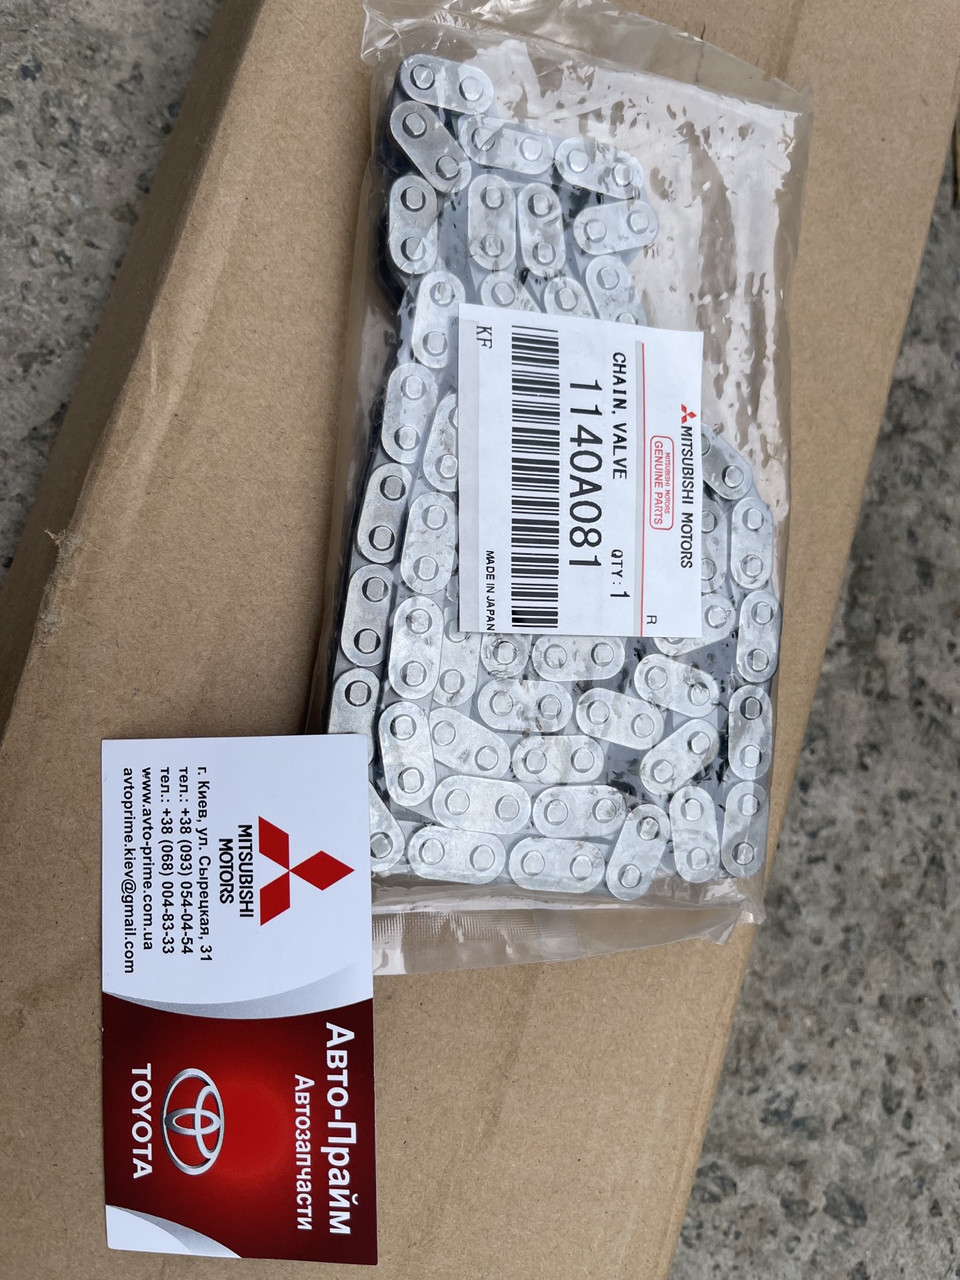 MITSUBISHI MOTORS
MITSUBISHI MOTORS
GENUINE PARTS
R
CHAIN, VALVE QTY: 1
1140A081
KF MADE IN JAPAN
MITSUBISHI
MOTORS
г. Киев, ул. Сырецкая, 31
тел.: +38 (093) 054-04-54
тел.: +38 (068) 004-83-33
www.avto-prime.com.ua
avtoprime.kiev@gmail.com
Авто-Прайм
Автозапчасти
TOYOTA